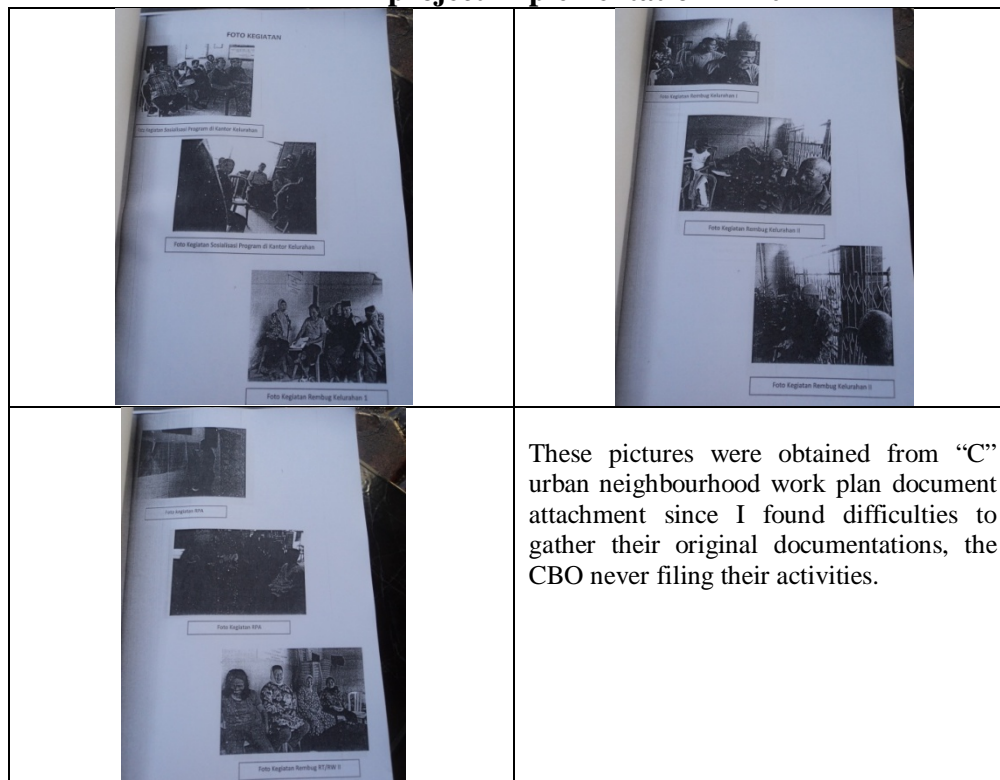 FOTO KEGIATAN
Foto Kegiatan Sosialisasi Program di Kantor Kelurahan
Foto Kegiatan Sosialisasi Program di Kantor Kelurahan
Foto Kegiatan Rembug Kelurahan 1
Foto Kegiatan Rembug Kelurahan I
Foto Kegiatan Rembug Kelurahan II
Foto Kegiatan Rembug Kelurahan II
Foto Kegiatan RPA
Foto Kegiatan RPA
Foto Kegiatan Rembug RT/RW II
These pictures were obtained from “C”
urban neighbourhood work plan document
attachment since I found difficulties to
gather their original documentations, the
CBO never filing their activities.